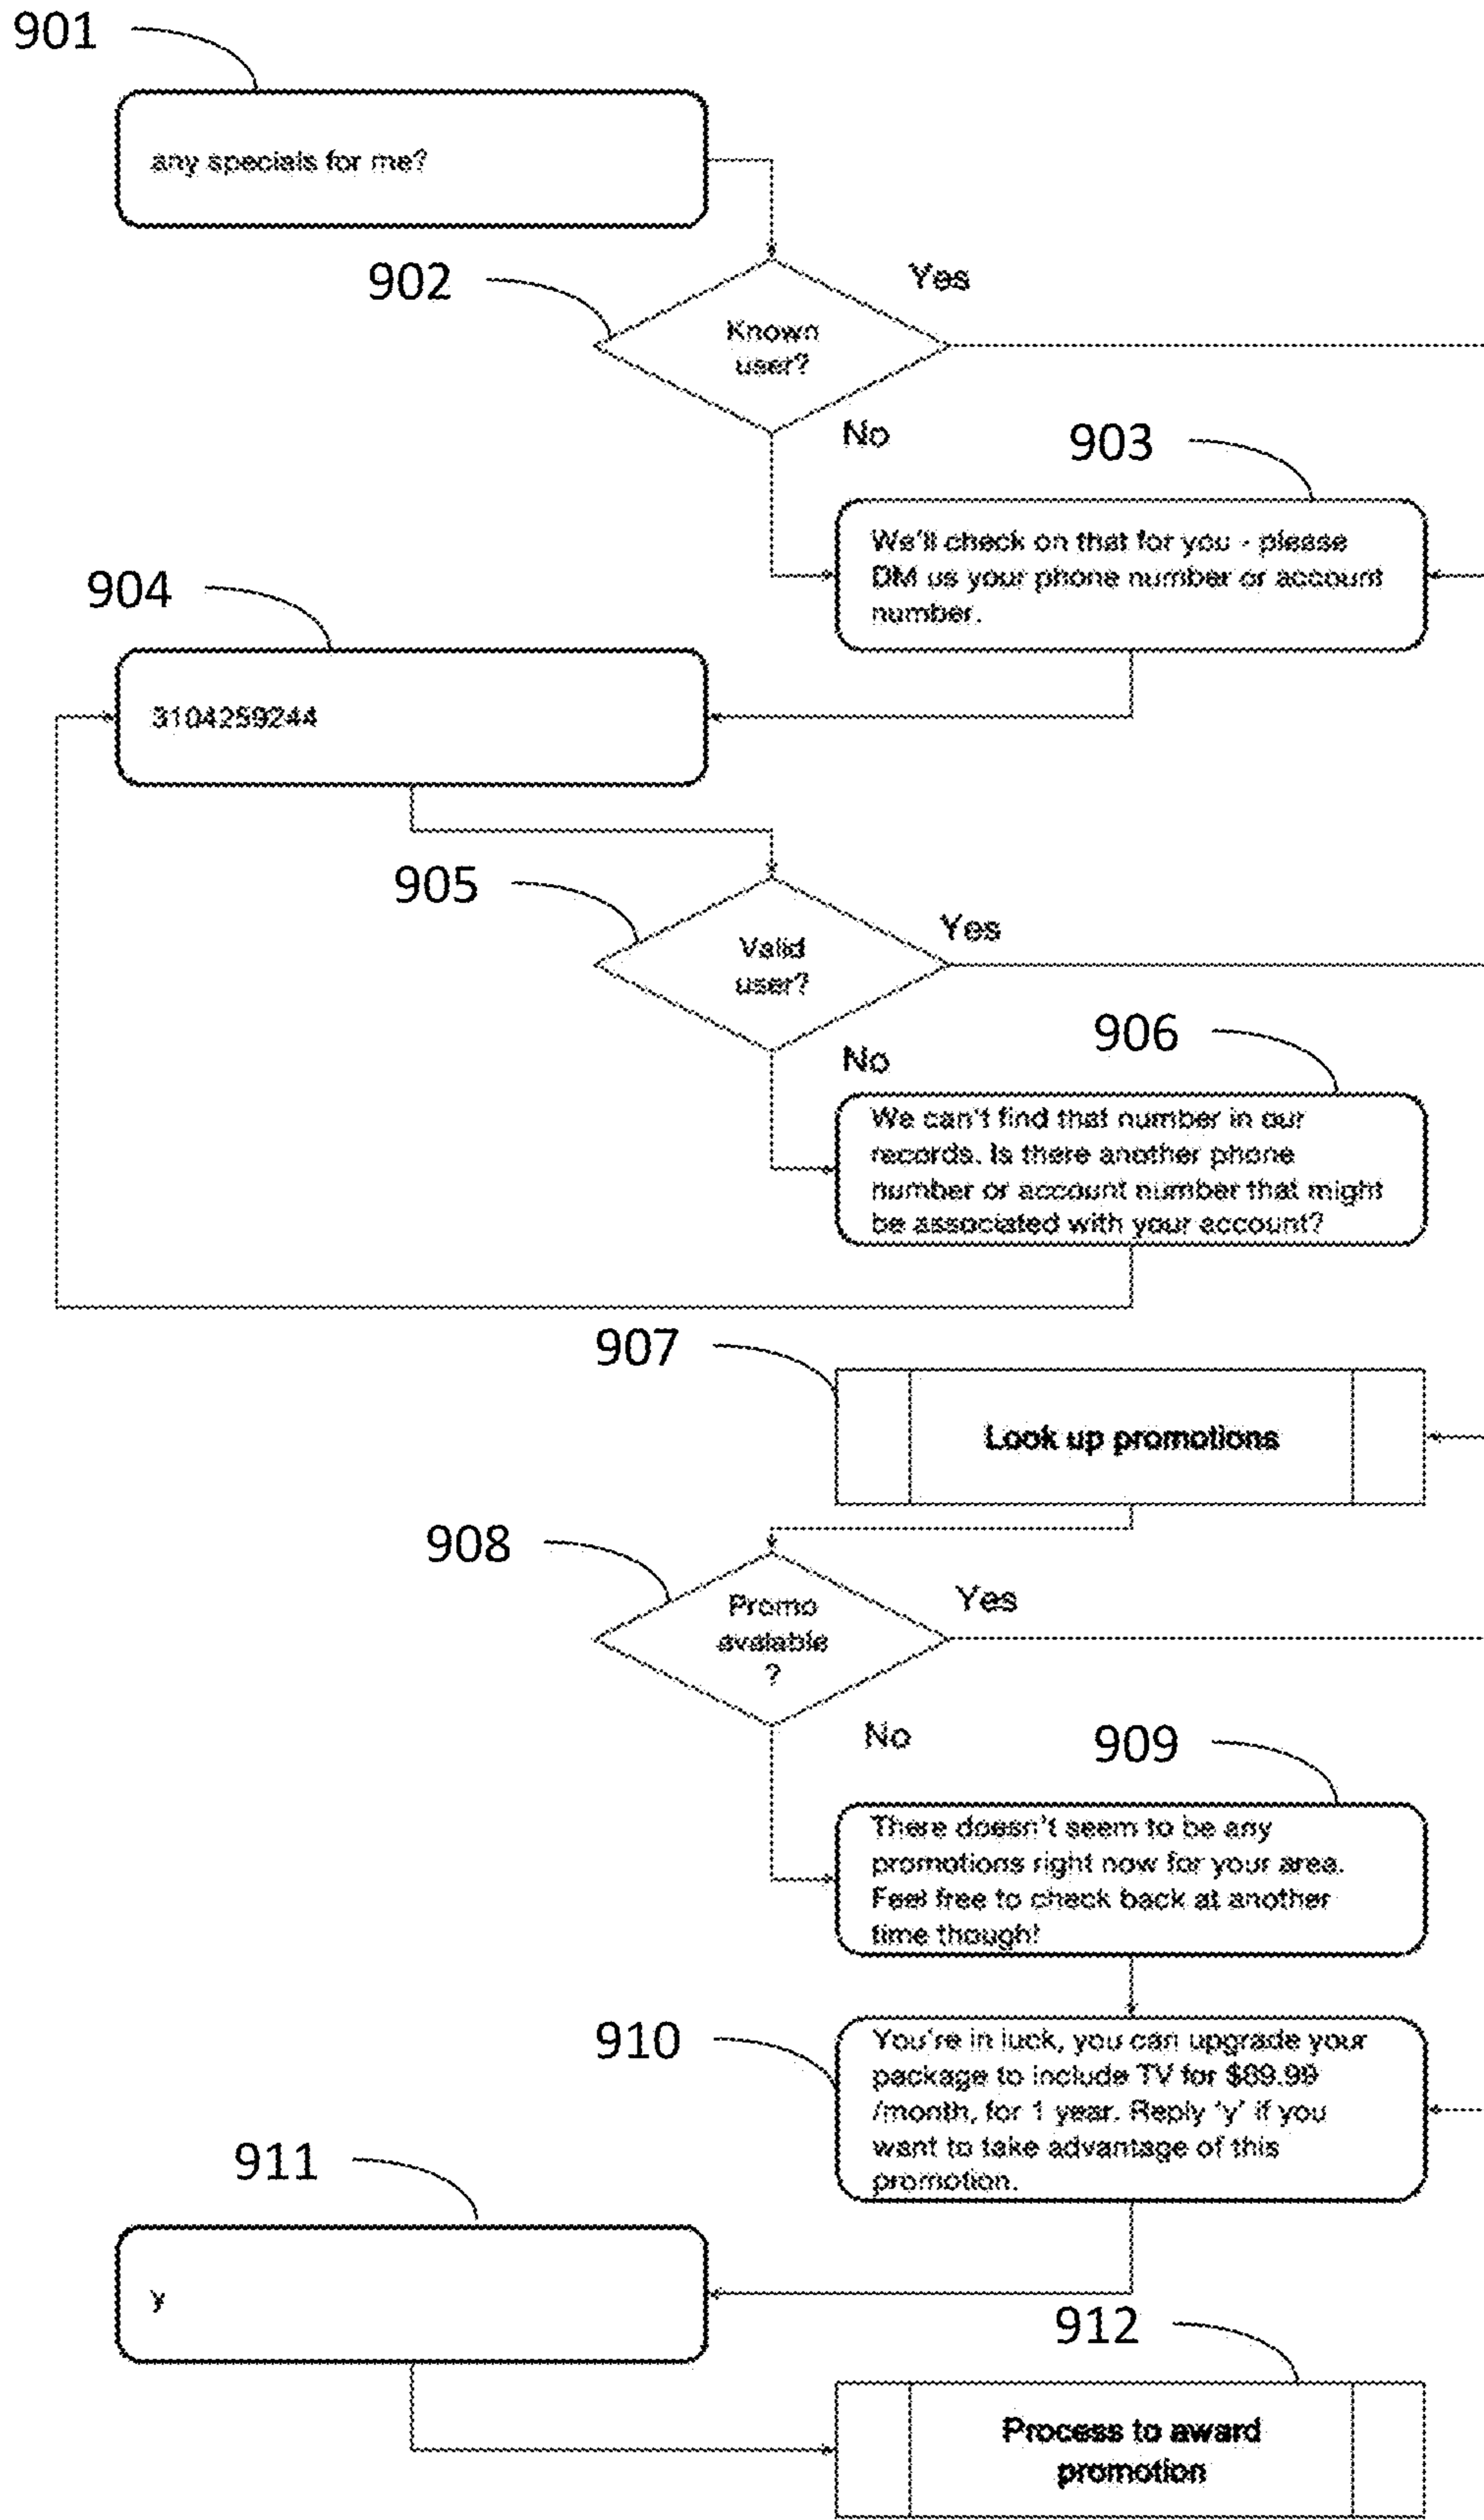 901
any specials for me?
902
Yes
Known
user?
No
903
We'll check on that for you - please
DM us your phone number or account
number.
904
3104259244
905
Yes
Valid
user?
No
906
We can't find that number in our
records. Is there another phone
number or account number that might
be associated with your account?
907
Look up promotions
908
Yes
Promo
avalable
?
No
909
There doesn't seem to be any
promotions right now for your area.
Feel free to check back at another
time though!
910
You're in luck, you can upgrade your
package to include TV for $89.99
/month, for 1 year. Reply 'y' if you
want to take advantage of this
promotion.
911
y
912
Process to award
promotion